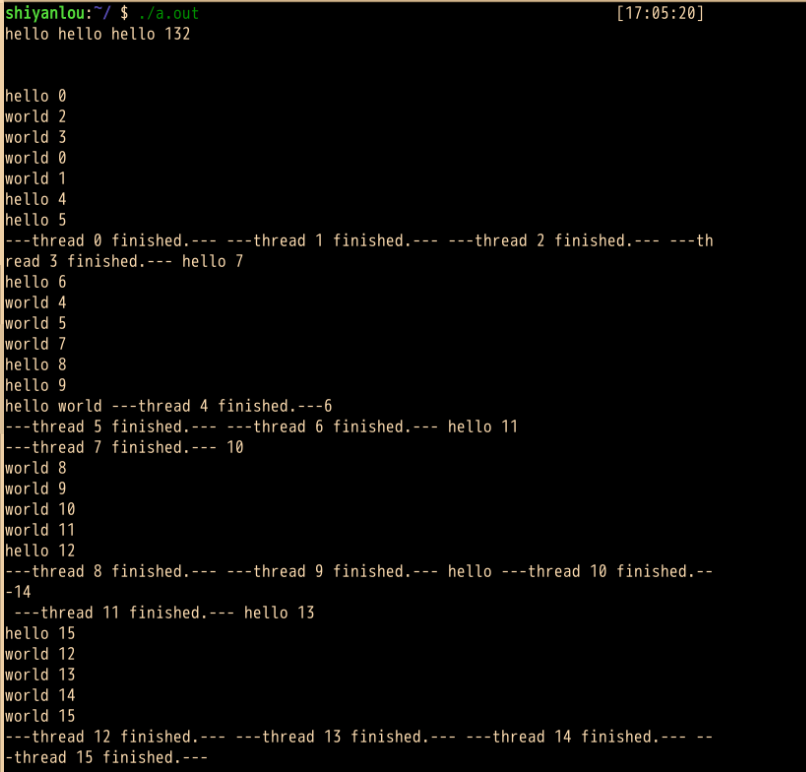 shiyanlou:~/ $ ./a.out [17:05:20]
hello hello hello 132
hello 0
world 2
world 3
world 0
world 1
hello 4
hello 5
---thread 0 finished.--- ---thread 1 finished.--- ---thread 2 finished.--- ---th
read 3 finished.--- hello 7
hello 6
world 4
world 5
world 7
hello 8
hello 9
hello world ---thread 4 finished.---6
---thread 5 finished.--- ---thread 6 finished.--- hello 11
---thread 7 finished.--- 10
world 8
world 9
world 10
world 11
hello 12
---thread 8 finished.--- ---thread 9 finished.--- hello ---thread 10 finished.--
-14
 ---thread 11 finished.--- hello 13
hello 15
world 12
world 13
world 14
world 15
---thread 12 finished.--- ---thread 13 finished.--- ---thread 14 finished.--- --
-thread 15 finished.---